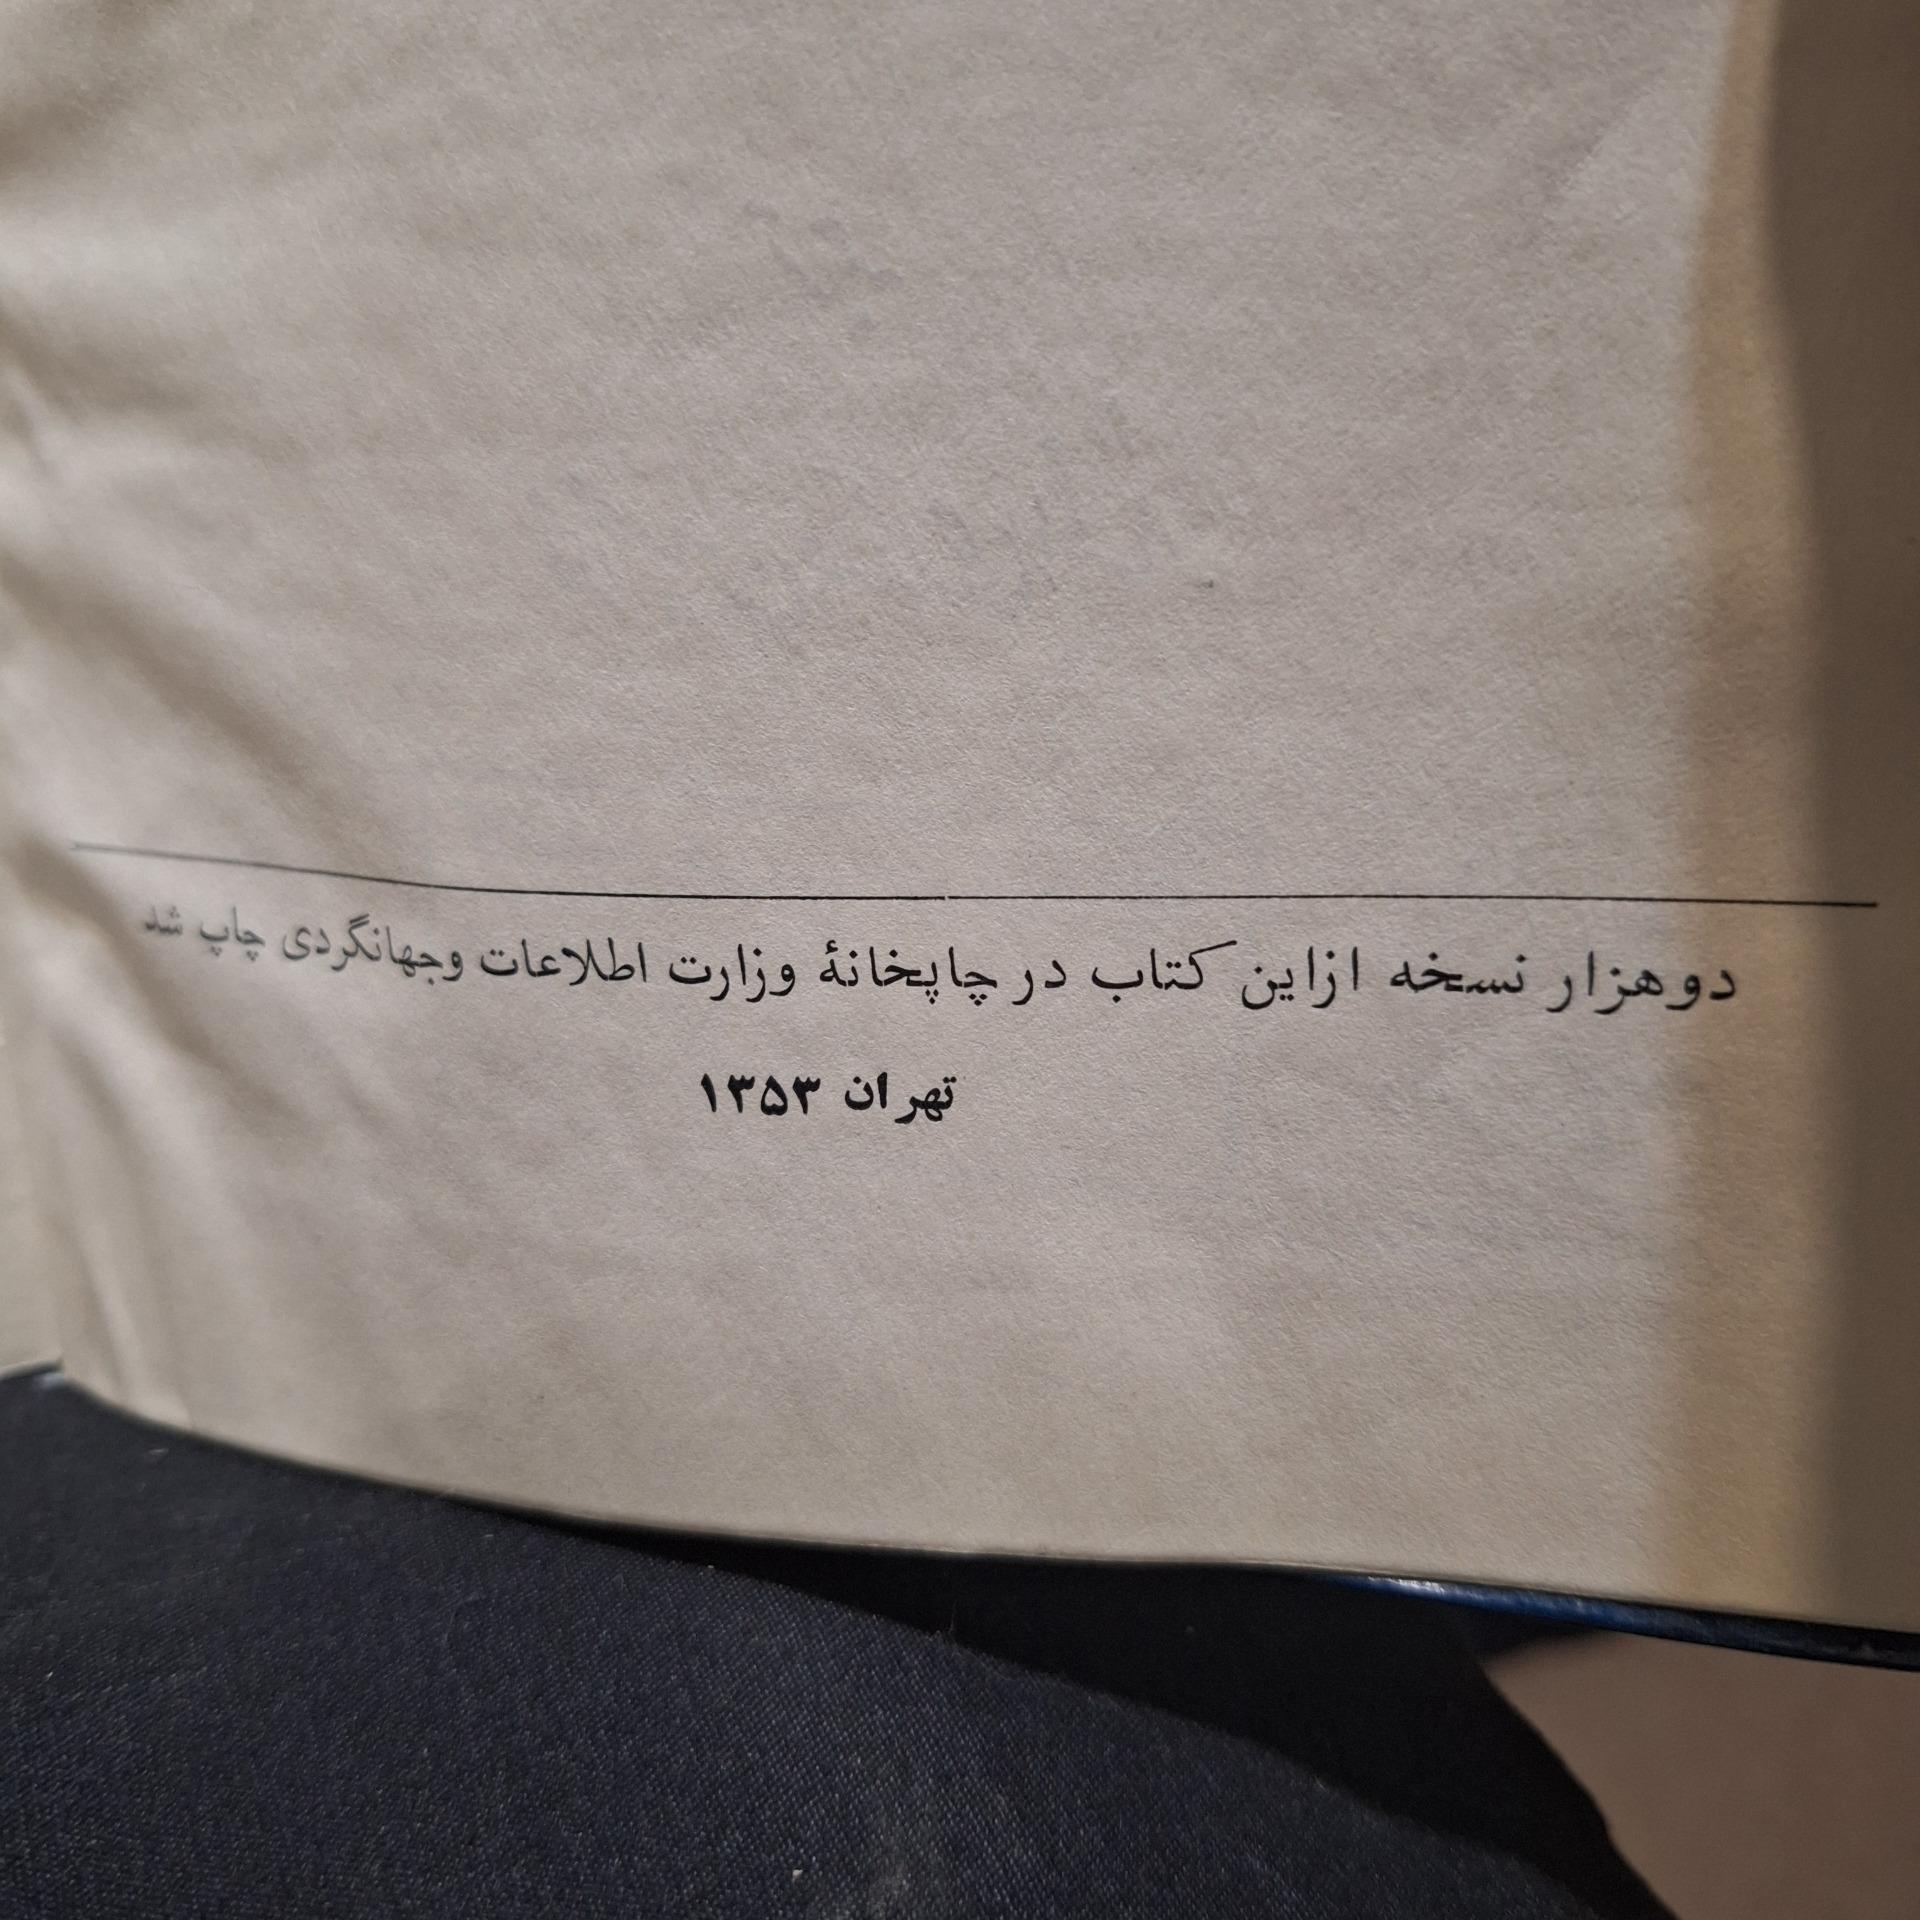 دوهزار نسخه ازاین کتاب در چاپخانهٔ وزارت اطلاعات وجهانگردی چاپ شد
تهران ۱۳۵۳